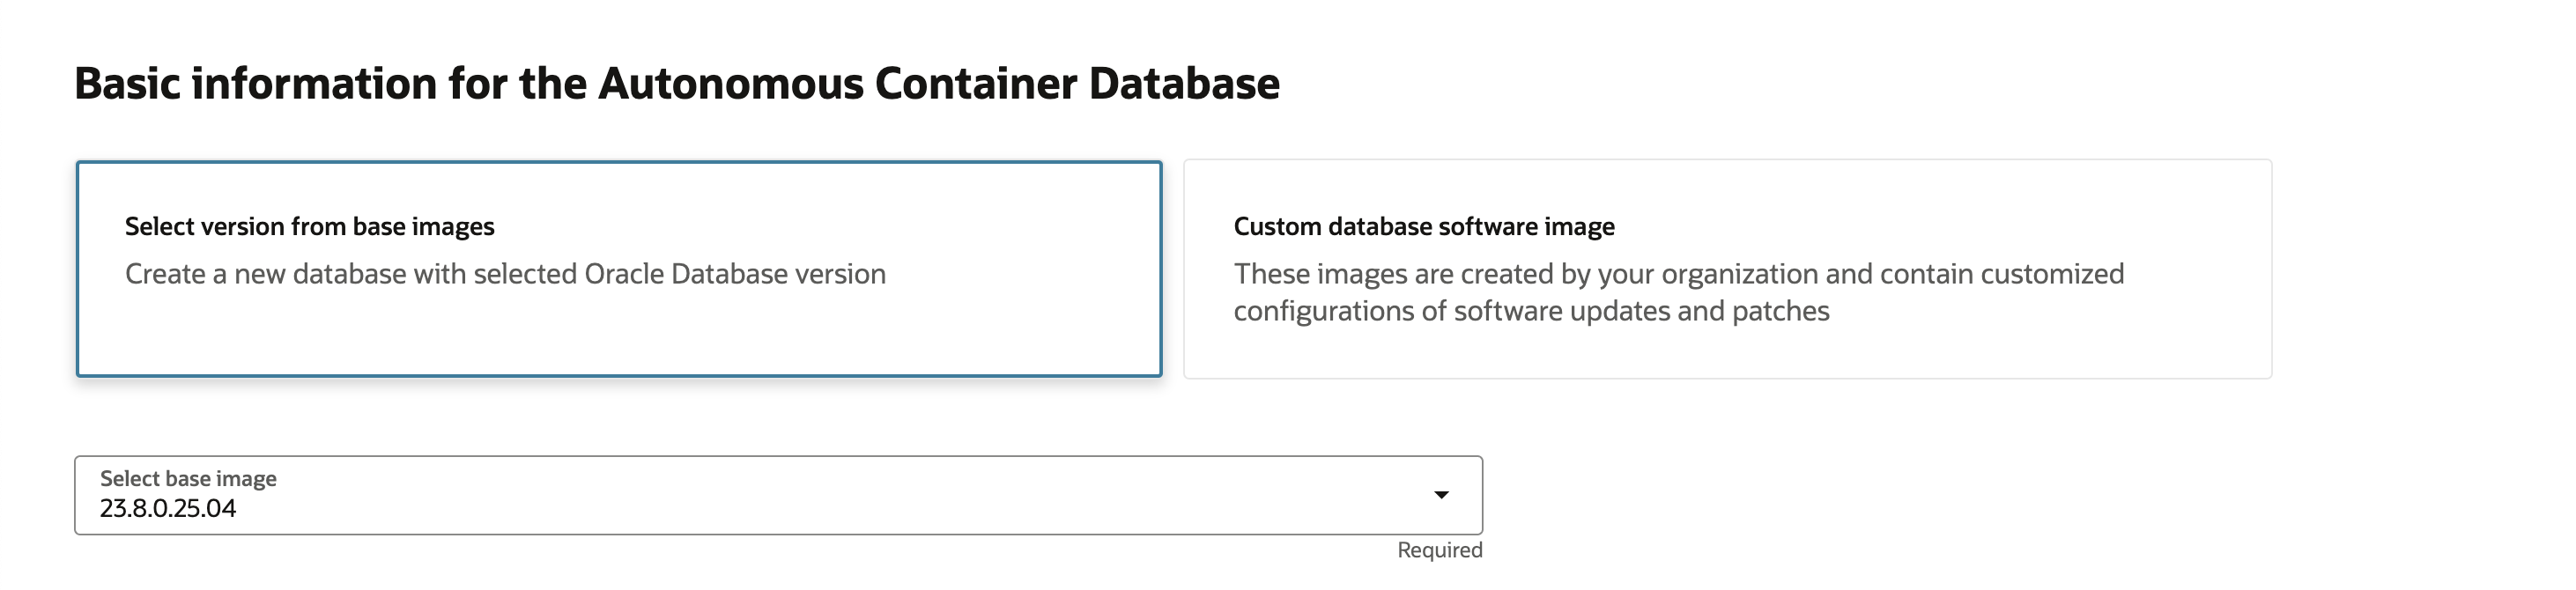 Basic information for the Autonomous Container Database
Select version from base images
Create a new database with selected Oracle Database version
Custom database software image
These images are created by your organization and contain customized
configurations of software updates and patches
Select base image
23.8.0.25.04
Required